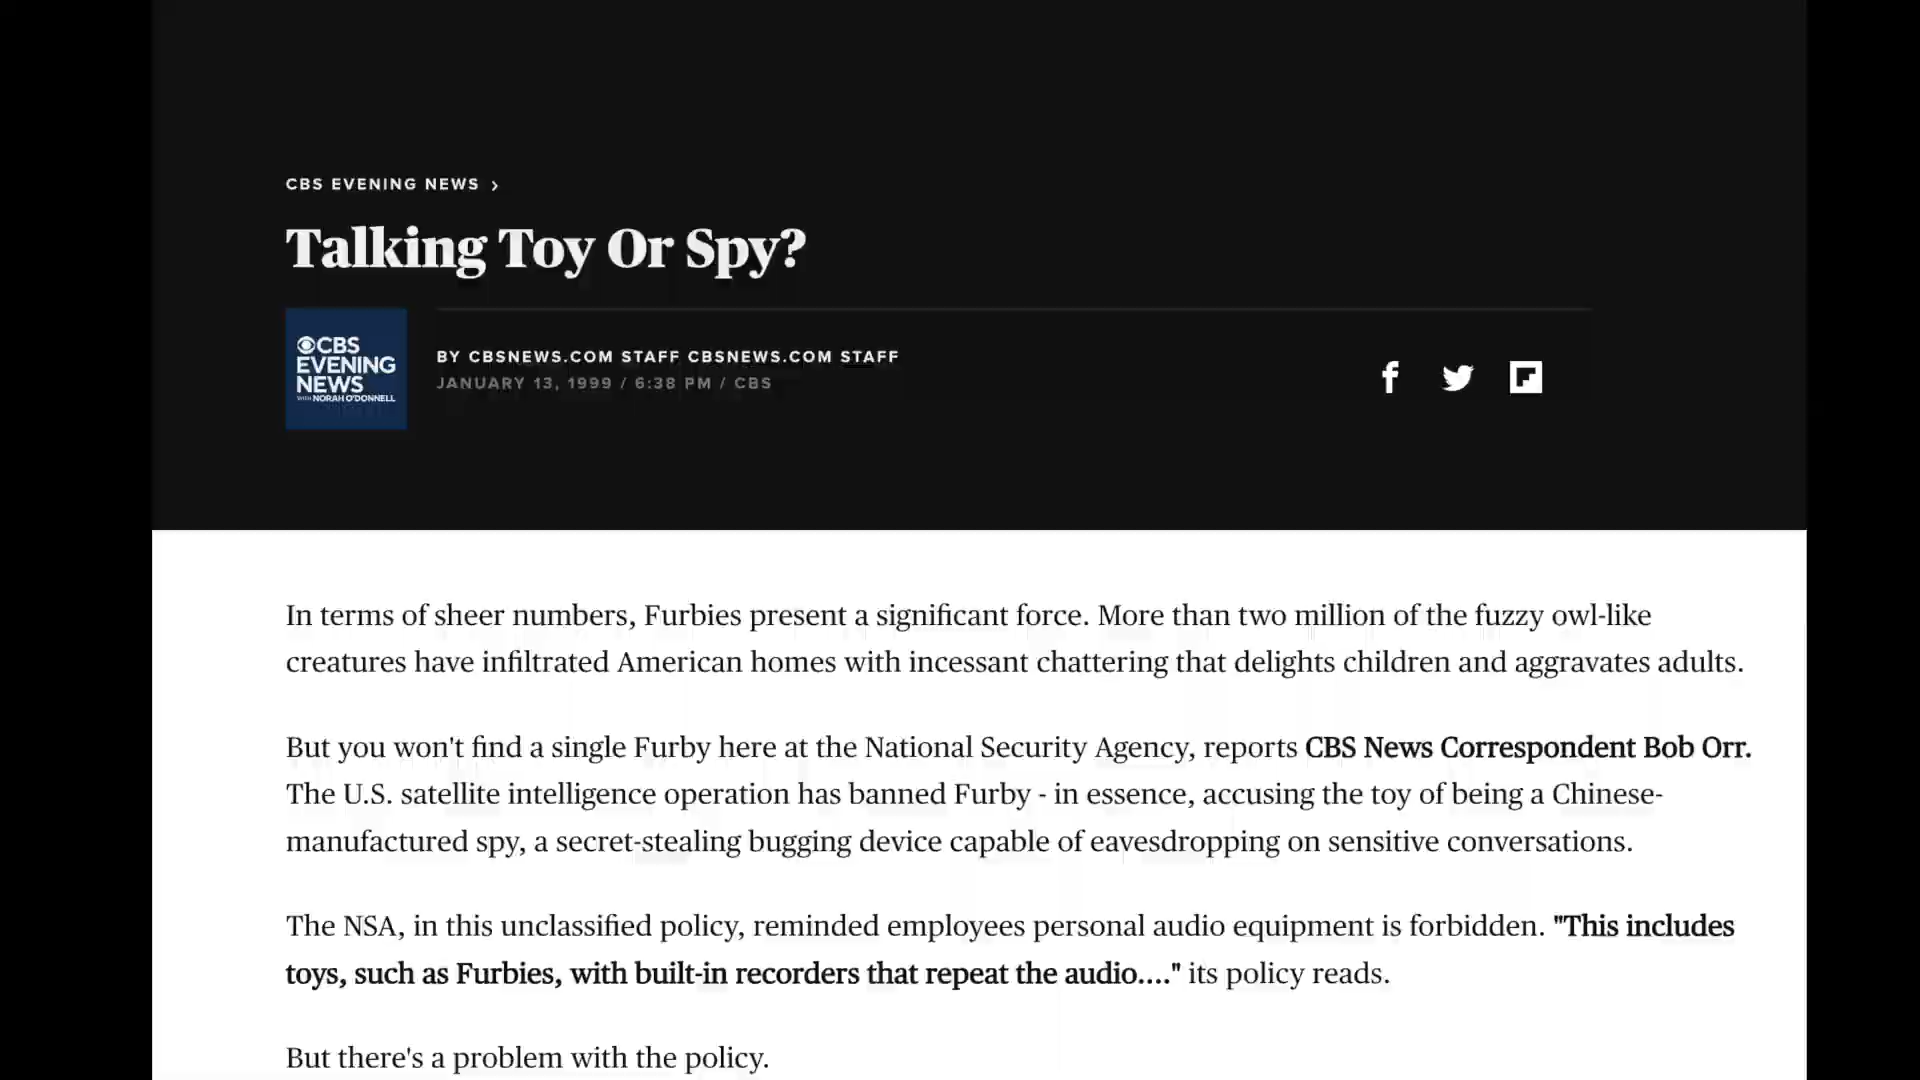 CBS EVENING NEWS >
Talking Toy Or Spy?
CBS
EVENING
NEWS
WITH NORAH O'DONNELL
BY CBSNEWS.COM STAFF CBSNEWS.COM STAFF
JANUARY 13, 1999 / 6:38 PM / CBS
In terms of sheer numbers, Furbies present a significant force. More than two million of the fuzzy owl-like
creatures have infiltrated American homes with incessant chattering that delights children and aggravates adults.
But you won't find a single Furby here at the National Security Agency, reports CBS News Correspondent Bob Orr.
The U.S. satellite intelligence operation has banned Furby - in essence, accusing the toy of being a Chinese-
manufactured spy, a secret-stealing bugging device capable of eavesdropping on sensitive conversations.
The NSA, in this unclassified policy, reminded employees personal audio equipment is forbidden. "This includes
toys, such as Furbies, with built-in recorders that repeat the audio...." its policy reads.
But there's a problem with the policy.